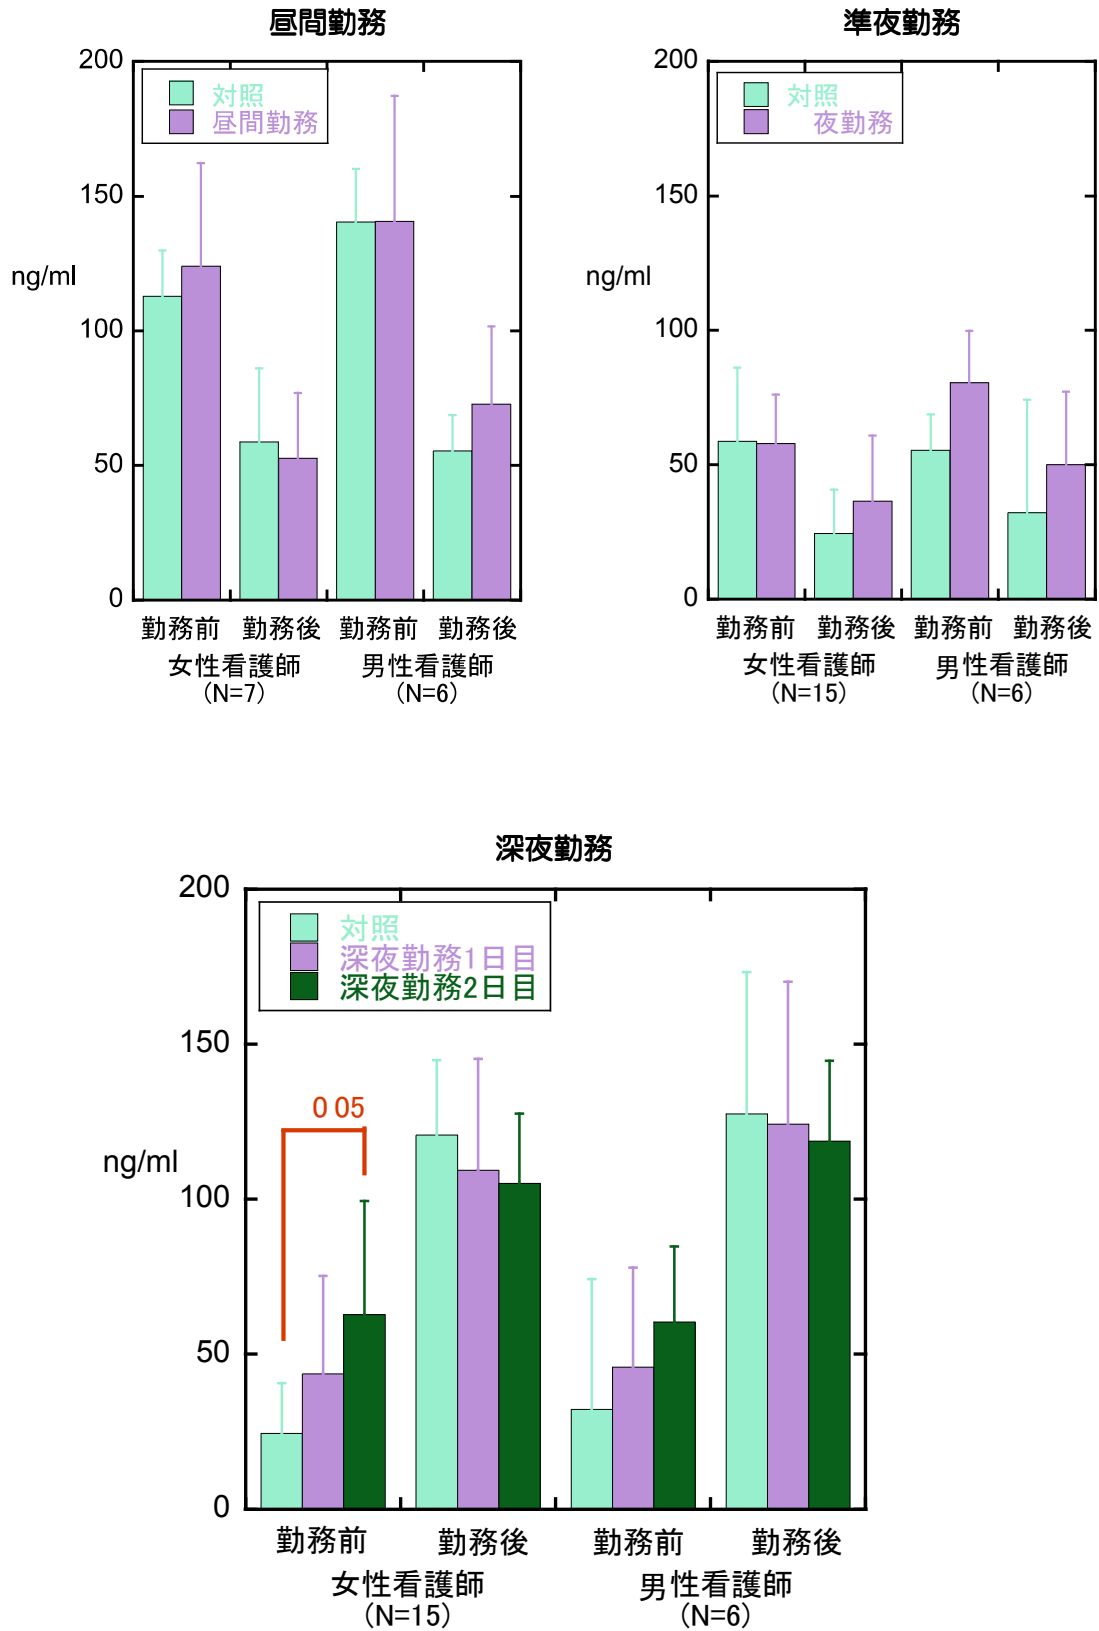 昼間勤務
200
対照
昼間勤務
150
ng/ml
100
50
0
勤務前 勤務後 勤務前 勤務後
女性看護師 男性看護師
(N=7) (N=6)
準夜勤務
200
対照
夜勤務
150
ng/ml
100
50
0
勤務前 勤務後 勤務前 勤務後
女性看護師 男性看護師
(N=15) (N=6)
深夜勤務
200
対照
深夜勤務1日目
深夜勤務2日目
150
0 05
ng/ml
100
50
0
勤務前 勤務後 勤務前 勤務後
女性看護師 男性看護師
(N=15) (N=6)